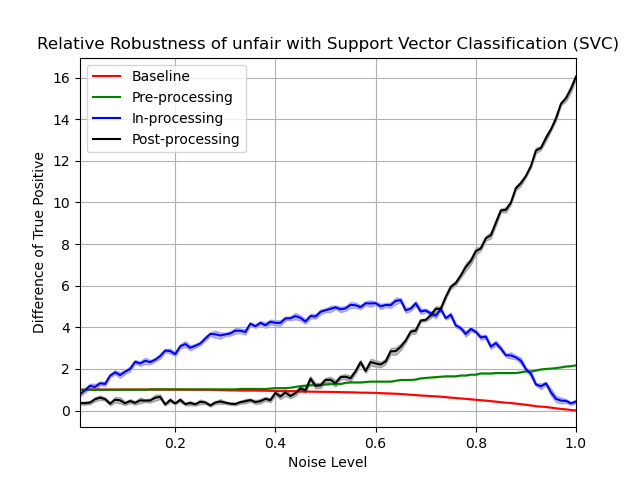 Relative Robustness of unfair with Support Vector Classification (SVC)
Baseline
Pre-processing
In-processing
Post-processing
Difference of True Positive
16
14
12
10
8
6
4
2
0
0.2 0.4 0.6 0.8 1.0
Noise Level